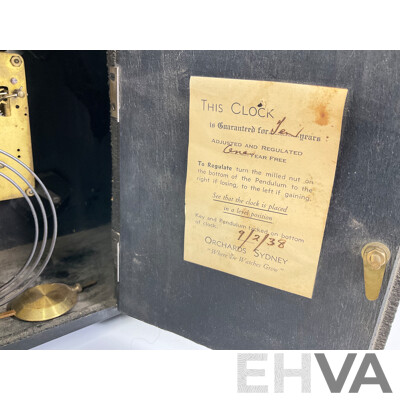 THIS CLOCK
is Guaranteed for Ten years
ADJUSTED AND REGULATED
One YEAR FREE
To Regulate turn the milled nut on
the bottom of the Pendulum to the
right if losing, to the left if gaining.
See that the clock is placed
in a level position
Key and Pendulum packed on bottom
of clock.
9/2/38
ORCHARDS SYDNEY
"Where Da Watches Grow"
EHVA